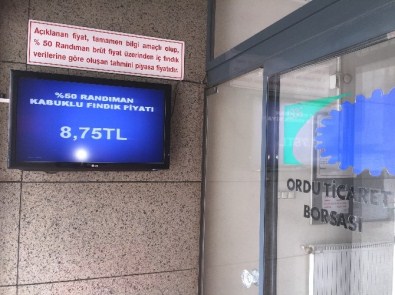 Açıklanan fiyat, tamamen bilgi amaçlı olup,
% 50 Randıman brüt fiyat üzerinden iç fındık
verilerine göre oluşan tahmini piyasa fiyatıdır.
%50 RANDIMAN
KABUKLU FINDIK FİYATI
8,75TL
ORDU TİCARET
BORSASI